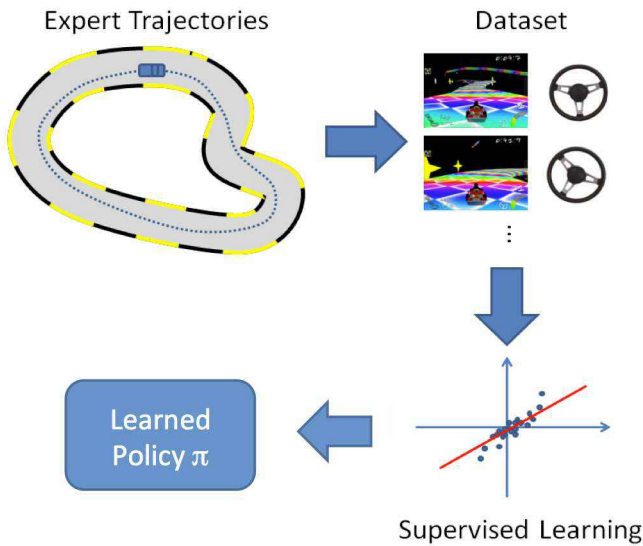 Expert Trajectories
Dataset
⋮
Learned
Policy π
Supervised Learning